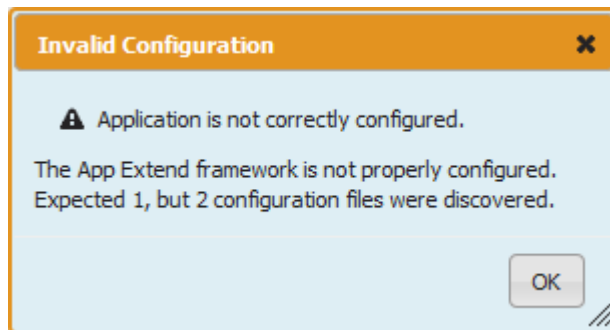 Invalid Configuration
Application is not correctly configured.
The App Extend framework is not properly configured.
Expected 1, but 2 configuration files were discovered.
OK